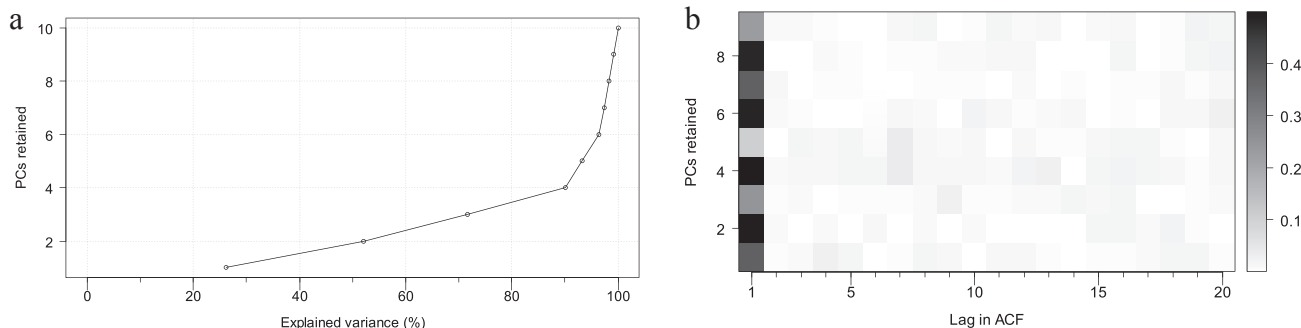 a
10
8
6
4
2
PCs retained
0 20 40 60 80 100
Explained variance (%)
b
8
6
4
2
PCs retained
1 5 10 15 20
Lag in ACF
0.4
0.3
0.2
0.1